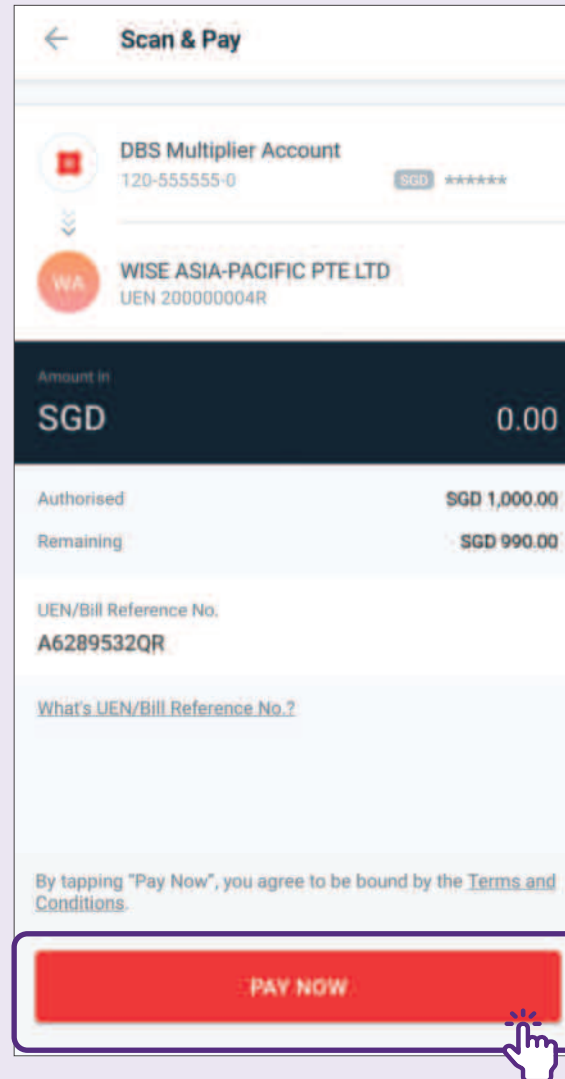 Scan & Pay
DBS Multiplier Account
120-555555-0 SGD ******
WA
WISE ASIA-PACIFIC PTE LTD
UEN 200000004R
Amount in
SGD 0.00
Authorised SGD 1,000.00
Remaining SGD 990.00
UEN/Bill Reference No.
A6289532QR
What's UEN/Bill Reference No.?
By tapping "Pay Now", you agree to be bound by the Terms and
Conditions.
PAY NOW